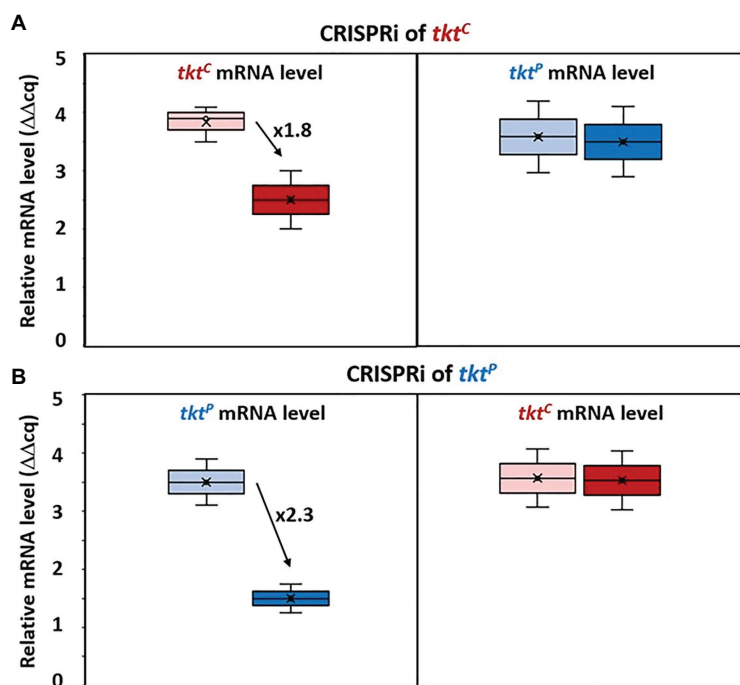 A
CRISPRi of tktᶜ
Relative mRNA level (ΔΔcq)
5
4
3
2
1
0
tktᶜ mRNA level
x1.8
tktᴾ mRNA level
B
CRISPRi of tktᴾ
Relative mRNA level (ΔΔcq)
5
4
3
2
1
0
tktᴾ mRNA level
x2.3
tktᶜ mRNA level